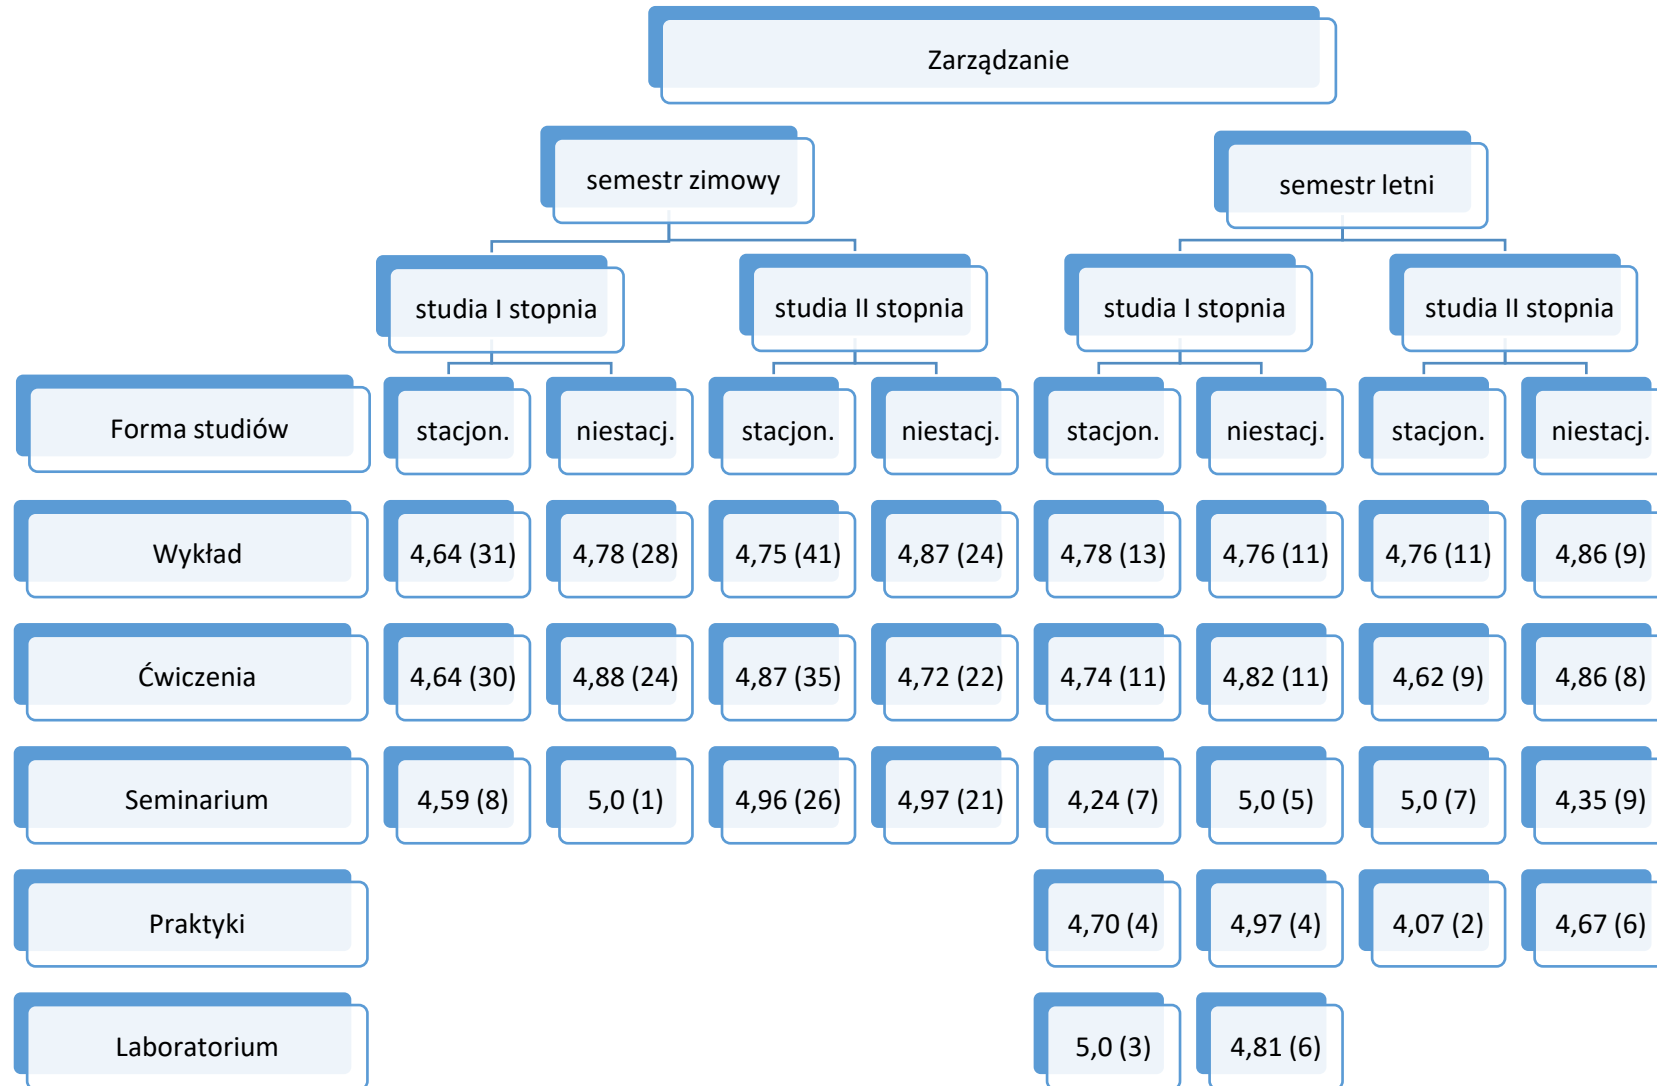 Zarządzanie
semestr zimowy semestr letni
studia I stopnia studia II stopnia studia I stopnia studia II stopnia
Forma studiów stacjon. niestacj. stacjon. niestacj. stacjon. niestacj. stacjon. niestacj.
Wykład 4,64 (31) 4,78 (28) 4,75 (41) 4,87 (24) 4,78 (13) 4,76 (11) 4,76 (11) 4,86 (9)
Ćwiczenia 4,64 (30) 4,88 (24) 4,87 (35) 4,72 (22) 4,74 (11) 4,82 (11) 4,62 (9) 4,86 (8)
Seminarium 4,59 (8) 5,0 (1) 4,96 (26) 4,97 (21) 4,24 (7) 5,0 (5) 5,0 (7) 4,35 (9)
Praktyki 4,70 (4) 4,97 (4) 4,07 (2) 4,67 (6)
Laboratorium 5,0 (3) 4,81 (6)